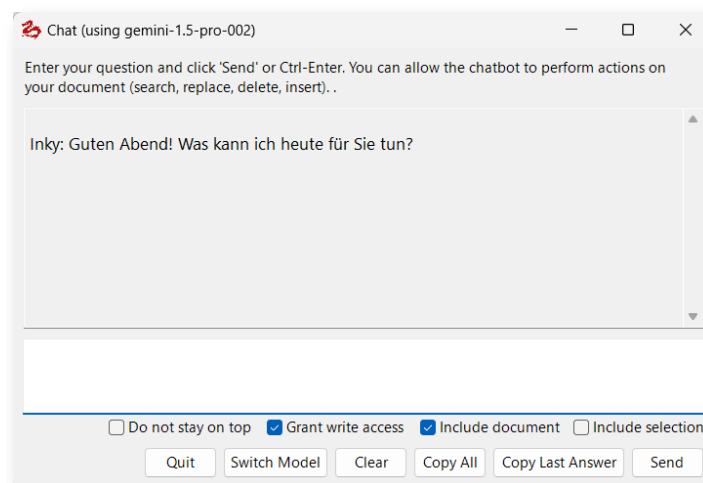 Chat (using gemini-1.5-pro-002)
Enter your question and click 'Send' or Ctrl-Enter. You can allow the chatbot to perform actions on
your document (search, replace, delete, insert). .
Inky: Guten Abend! Was kann ich heute für Sie tun?
Do not stay on top Grant write access Include document Include selection
Quit Switch Model Clear Copy All Copy Last Answer Send